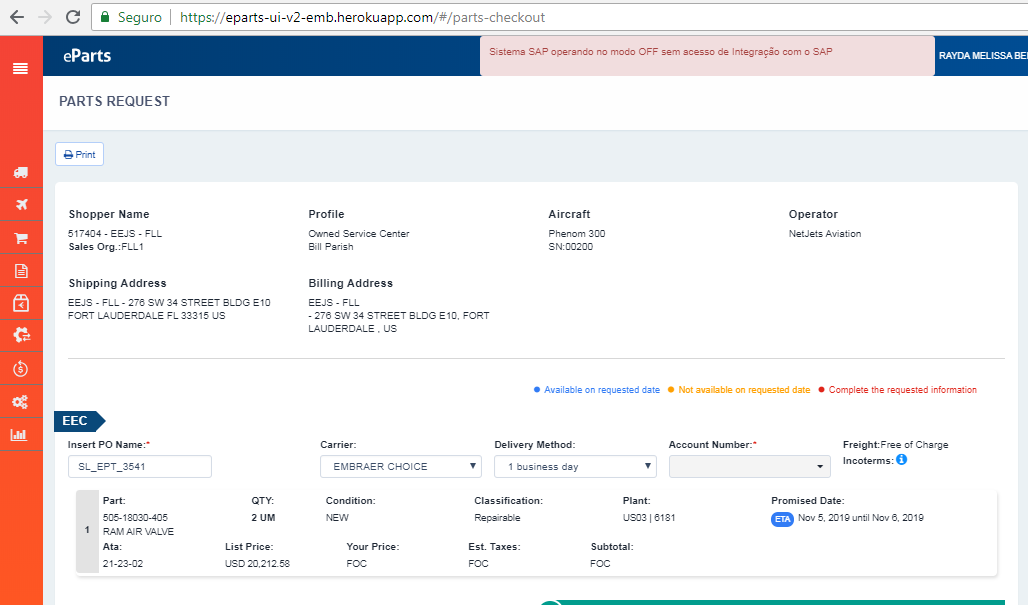 Seguro | https://eparts-ui-v2-emb.herokuapp.com/#/parts-checkout
eParts
Sistema SAP operando no modo OFF sem acesso de Integração com o SAP
RAYDA MELISSA BE
PARTS REQUEST
Print
Shopper Name Profile Aircraft Operator
517404 - EEJS - FLL Owned Service Center Phenom 300 NetJets Aviation
Sales Org.:FLL1 Bill Parish SN:00200
Shipping Address Billing Address
EEJS - FLL - 276 SW 34 STREET BLDG E10 EEJS - FLL
FORT LAUDERDALE FL 33315 US - 276 SW 34 STREET BLDG E10, FORT
LAUDERDALE , US
Available on requested date Not available on requested date Complete the requested information
EEC
Insert PO Name:* Carrier: Delivery Method: Account Number:* Freight:Free of Charge
SL_EPT_3541 EMBRAER CHOICE 1 business day Incoterms: i
Part: QTY: Condition: Classification: Plant: Promised Date:
505-18030-405 2 UM NEW Repairable US03 | 6181 ETA Nov 5, 2019 until Nov 6, 2019
1 RAM AIR VALVE
Ata: List Price: Your Price: Est. Taxes: Subtotal:
21-23-02 USD 20,212.58 FOC FOC FOC